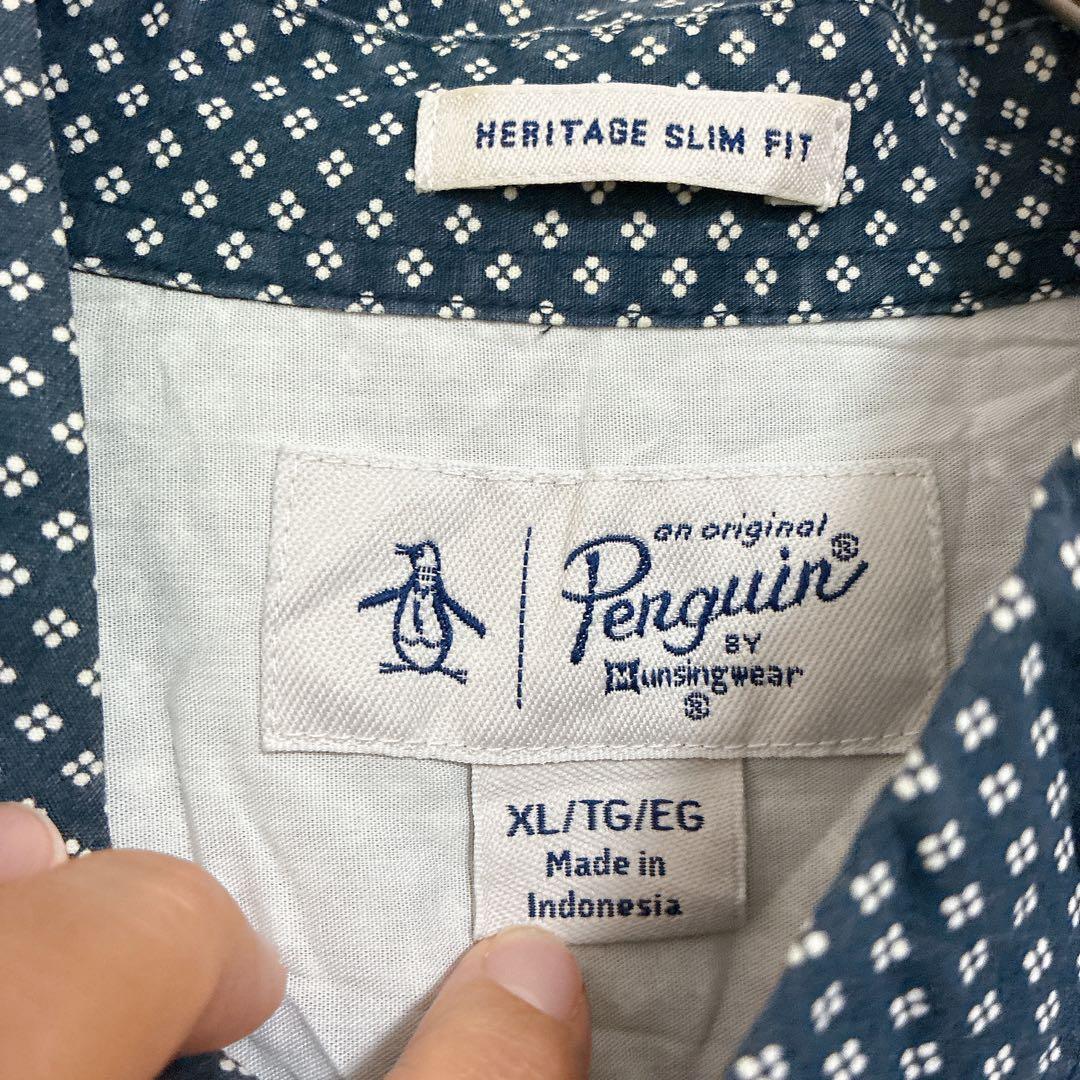 HERITAGE SLIM FIT
an original
Penguin®
BY
Munsingwear
®
XL/TG/EG
Made in
Indonesia